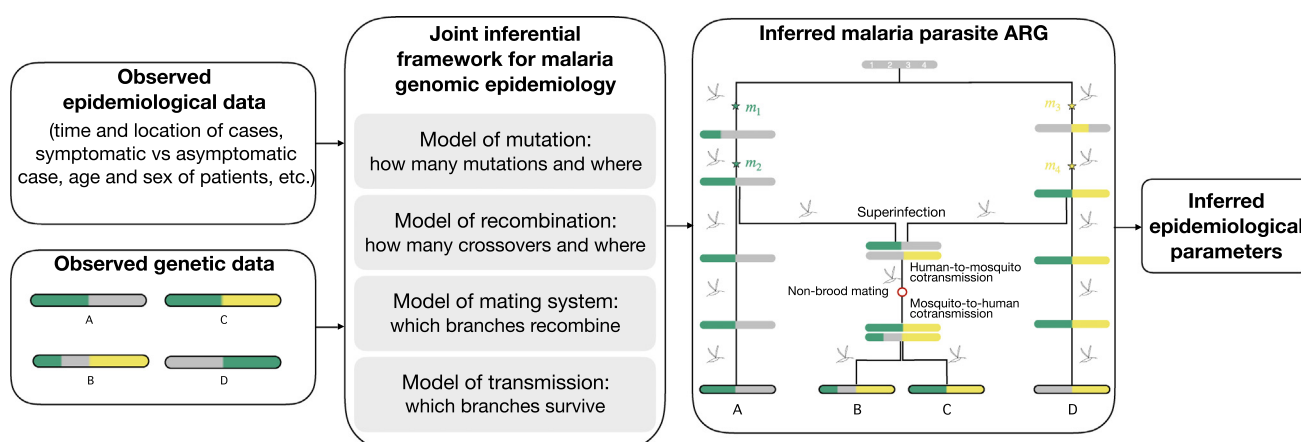 Observed
epidemiological data
(time and location of cases,
symptomatic vs asymptomatic
case, age and sex of patients, etc.)
Observed genetic data
A
C
B
D
Joint inferential
framework for malaria
genomic epidemiology
Model of mutation:
how many mutations and where
Model of recombination:
how many crossovers and where
Model of mating system:
which branches recombine
Model of transmission:
which branches survive
Inferred malaria parasite ARG
1 2 3 4
m1
m3
m2
m4
Superinfection
Human-to-mosquito
cotransmission
Non-brood mating
Mosquito-to-human
cotransmission
A
B
C
D
Inferred
epidemiological
parameters